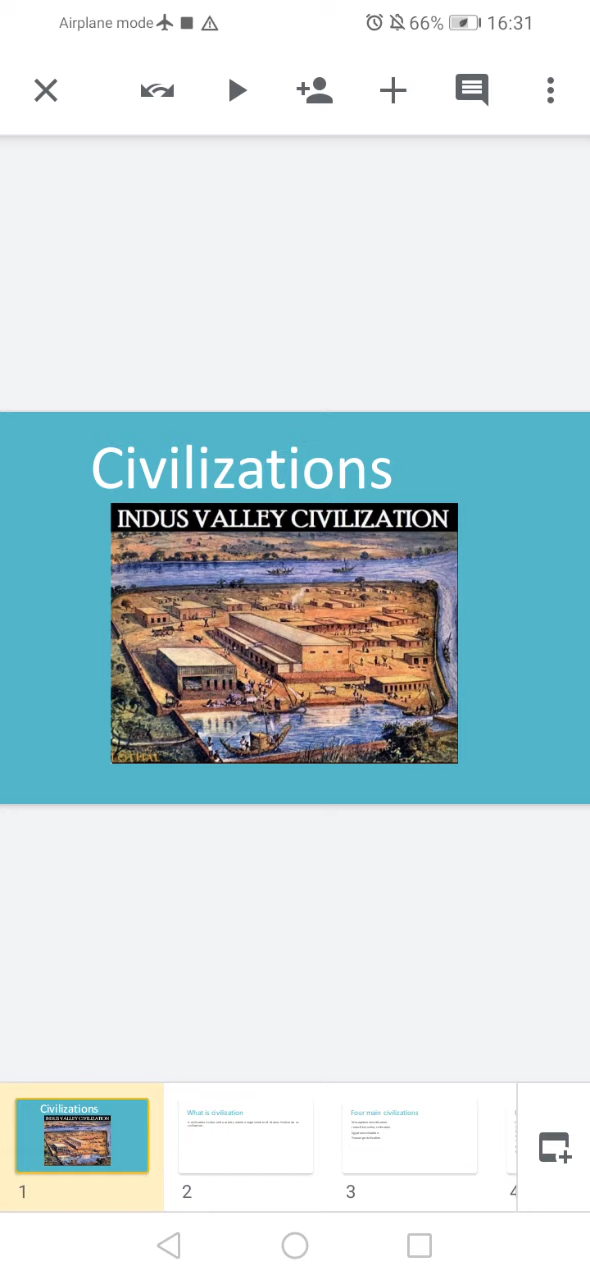 Airplane mode 66% 16:31
Civilizations
INDUS VALLEY CIVILIZATION
LOTHAL
Civilizations
INDUS VALLEY CIVILIZATION
What is civilization
Four main civilizations
1
2
3
4